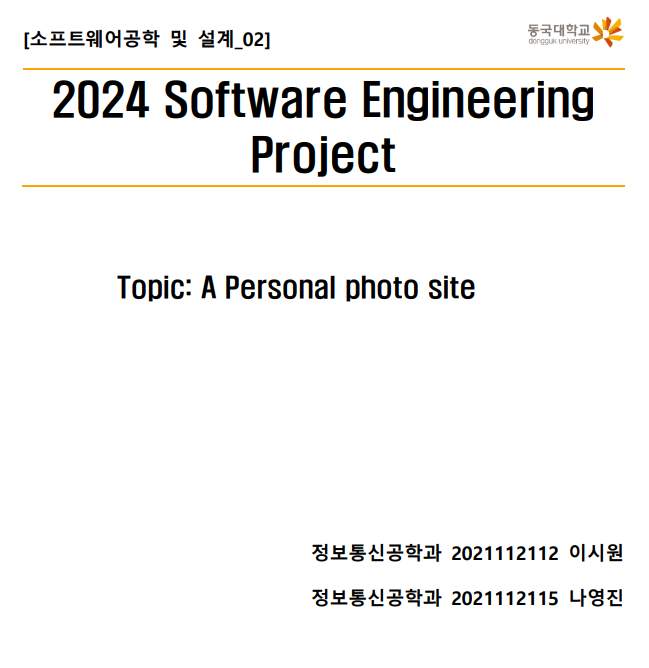 [소프트웨어공학 및 설계_02]
동국대학교
dongguk university
2024 Software Engineering
Project
Topic: A Personal photo site
정보통신공학과 2021112112 이시원
정보통신공학과 2021112115 나영진